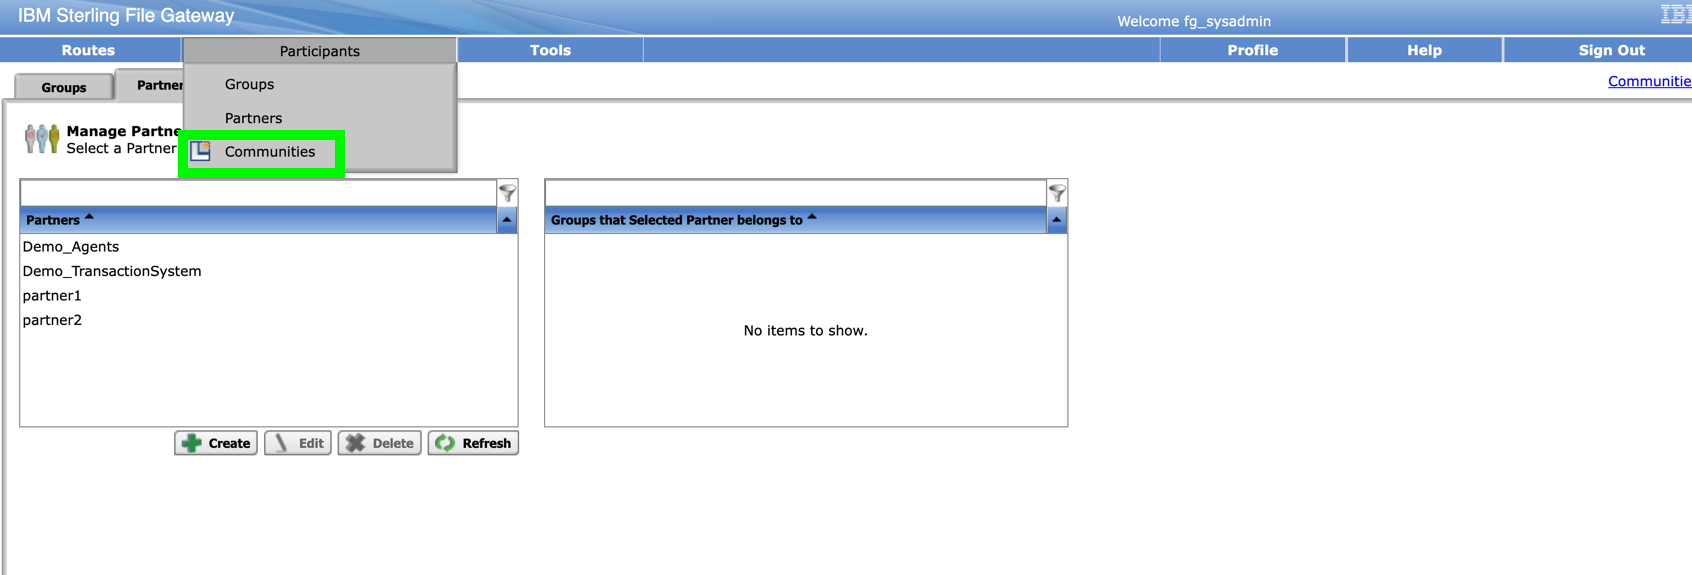 IBM Sterling File Gateway
Welcome fg_sysadmin
IBM
Routes
Participants
Tools
Profile
Help
Sign Out
Groups
Partners
Communities
Groups
Partner
Communitie
Manage Partne
Select a Partner
Partners
Groups that Selected Partner belongs to
Demo_Agents
Demo_TransactionSystem
partner1
partner2
No items to show.
Create
Edit
Delete
Refresh